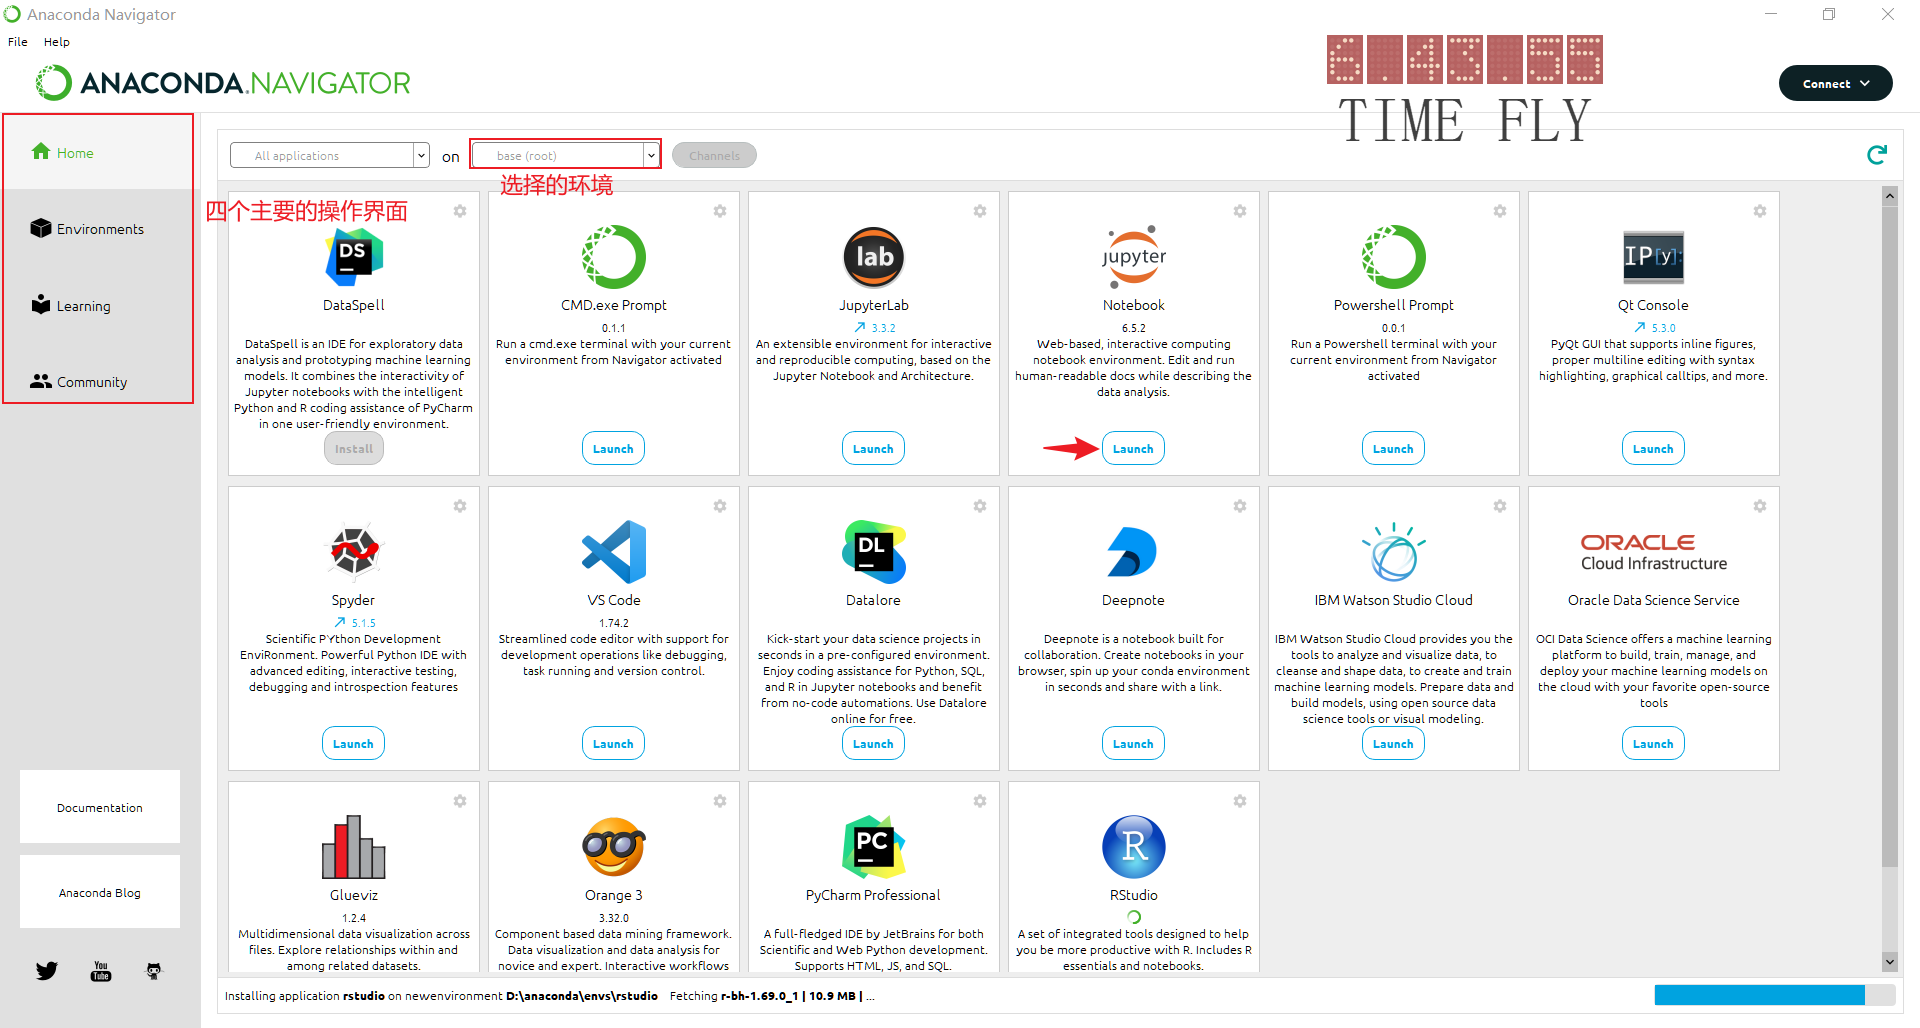 Anaconda Navigator
File Help
ANACONDA.NAVIGATOR
6.43.55
TIME FLY
Connect
Home
Environments
Learning
Community
四个主要的操作界面
All applications
on
base (root)
Channels
选择的环境
DS
DataSpell
DataSpell is an IDE for exploratory data
analysis and prototyping machine learning
models. It combines the interactivity of
Jupyter notebooks with the intelligent
Python and R coding assistance of PyCharm
in one user-friendly environment.
Install
CMD.exe Prompt
0.1.1
Run a cmd.exe terminal with your current
environment from Navigator activated
Launch
lab
JupyterLab
3.3.2
An extensible environment for interactive
and reproducible computing, based on the
Jupyter Notebook and Architecture.
Launch
jupyter
Notebook
6.5.2
Web-based, interactive computing
notebook environment. Edit and run
human-readable docs while describing the
data analysis.
Launch
Powershell Prompt
0.0.1
Run a Powershell terminal with your
current environment from Navigator
activated
Launch
IP[y]:
Qt Console
5.3.0
PyQt GUI that supports inline figures,
proper multiline editing with syntax
highlighting, graphical calltips, and more.
Launch
Spyder
5.1.5
Scientific PYthon Development
EnviRonment. Powerful Python IDE with
advanced editing, interactive testing,
debugging and introspection features
Launch
VS Code
1.74.2
Streamlined code editor with support for
development operations like debugging,
task running and version control.
Launch
DL
Datalore
Kick-start your data science projects in
seconds in a pre-configured environment.
Enjoy coding assistance for Python, SQL,
and R in Jupyter notebooks and benefit
from no-code automations. Use Datalore
online for free.
Launch
Deepnote
Deepnote is a notebook built for
collaboration. Create notebooks in your
browser, spin up your conda environment
in seconds and share with a link.
Launch
IBM Watson Studio Cloud
IBM Watson Studio Cloud provides you the
tools to analyze and visualize data, to
cleanse and shape data, to create and train
machine learning models. Prepare data and
build models, using open source data
science tools or visual modeling.
Launch
ORACLE
Cloud Infrastructure
Oracle Data Science Service
OCI Data Science offers a machine learning
platform to build, train, manage, and
deploy your machine learning models on
the cloud with your favorite open-source
tools
Launch
Glueviz
1.2.4
Multidimensional data visualization across
files. Explore relationships within and
among related datasets.
Orange 3
3.32.0
Component based data mining framework.
Data visualization and data analysis for
novice and expert. Interactive workflows
PC
PyCharm Professional
A full-fledged IDE by JetBrains for both
Scientific and Web Python development.
Supports HTML, JS, and SQL.
R
RStudio
A set of integrated tools designed to help
you be more productive with R. Includes R
essentials and notebooks.
Documentation
Anaconda Blog
You
Tube
Installing application rstudio on newenvironment D:\anaconda\envs\rstudio Fetching r-bh-1.69.0_1 | 10.9 MB | ...